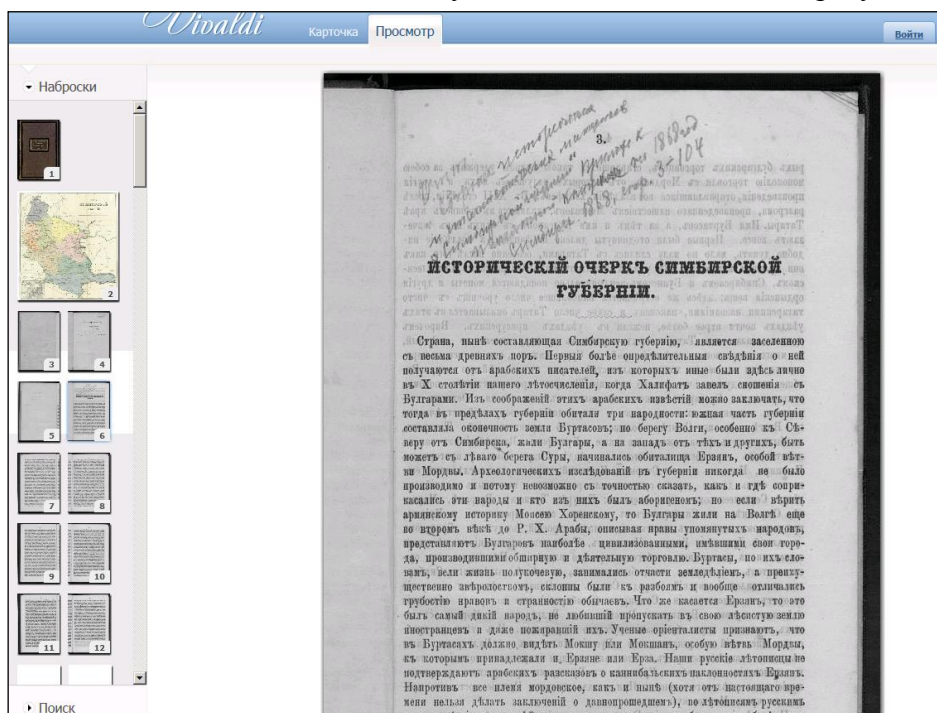 Vivaldi
Карточка
Просмотр
Войти
Наброски
1
2
3
4
5
6
7
8
9
10
11
12
Поиск
3.
1868 год
Симбирск 1868, стр. 3-104
ИСТОРИЧЕСКІЙ ОЧЕРКЪ СИМБИРСКОЙ
ГУБЕРНІИ.
Страна, нынѣ составляющая Симбирскую губернію, является заселенною
съ весьма древнихъ поръ. Первыя болѣе опредѣлительныя свѣдѣнія о ней
получаются отъ арабскихъ писателей, изъ которыхъ иные были здѣсь лично
въ X столѣтіи нашего лѣтосчисленія, когда Халифатъ завелъ сношенія съ
Булгарами. Изъ соображеній этихъ арабскихъ извѣстій можно заключать, что
тогда въ предѣлахъ губерніи обитали три народности: южная часть губерніи
составляла оконечность земли Буртасовъ; по берегу Волги, особенно къ Сѣ-
веру отъ Симбирска, жили Булгары, а на западъ отъ тѣхъ и другихъ, быть
можетъ съ лѣваго берега Суры, начинались обиталища Ерзянъ, особой вѣт-
ви Мордвы, Археологическихъ изслѣдованій въ губерніи никогда не было
производимо и потому невозможно съ точностью сказать, какъ и гдѣ сопри-
касались эти народы и кто изъ нихъ былъ аборигеномъ; но если вѣрить
армянскому историку Моисею Хоренскому, то Булгары жили на Волгѣ еще
во второмъ вѣкѣ до Р. Х. Арабы, описывая нравы упомянутыхъ народовъ,
представляютъ Булгаровъ наиболѣе цивилизованными, имѣвшими свои горо-
да, производившими обширную и дѣятельную торговлю. Буртасы, по ихъ сло-
вамъ, вели жизнь полукочевую, занимались отчасти земледѣліемъ, а преиму-
щественно звѣроловствомъ, склонны были къ разбоямъ и вообще отличались
грубостію нравовъ и странностію обычаевъ. Что же касается Ерзянъ, то это
былъ самый дикій народъ, не любившій пропускать въ свою лѣсистую землю
иностранцевъ и даже пожиравшій ихъ. Ученые оріенталисты признаютъ, что
въ Буртасахъ должно видѣть Мокшу или Мокшанъ, особую вѣтвь Мордвы,
къ которымъ принадлежали и, Ерзяне или Ерза. Наши русскіе лѣтописцы не
подтверждаютъ арабскихъ разсказовъ о каннибальскихъ наклонностяхъ Ерзянъ.
Напротивъ все племя мордовское, какъ и нынѣ (хотя отъ настоящаго вре-
мени нельзя дѣлать заключеній о давнопрошедшемъ), по лѣтописямъ русскимъ